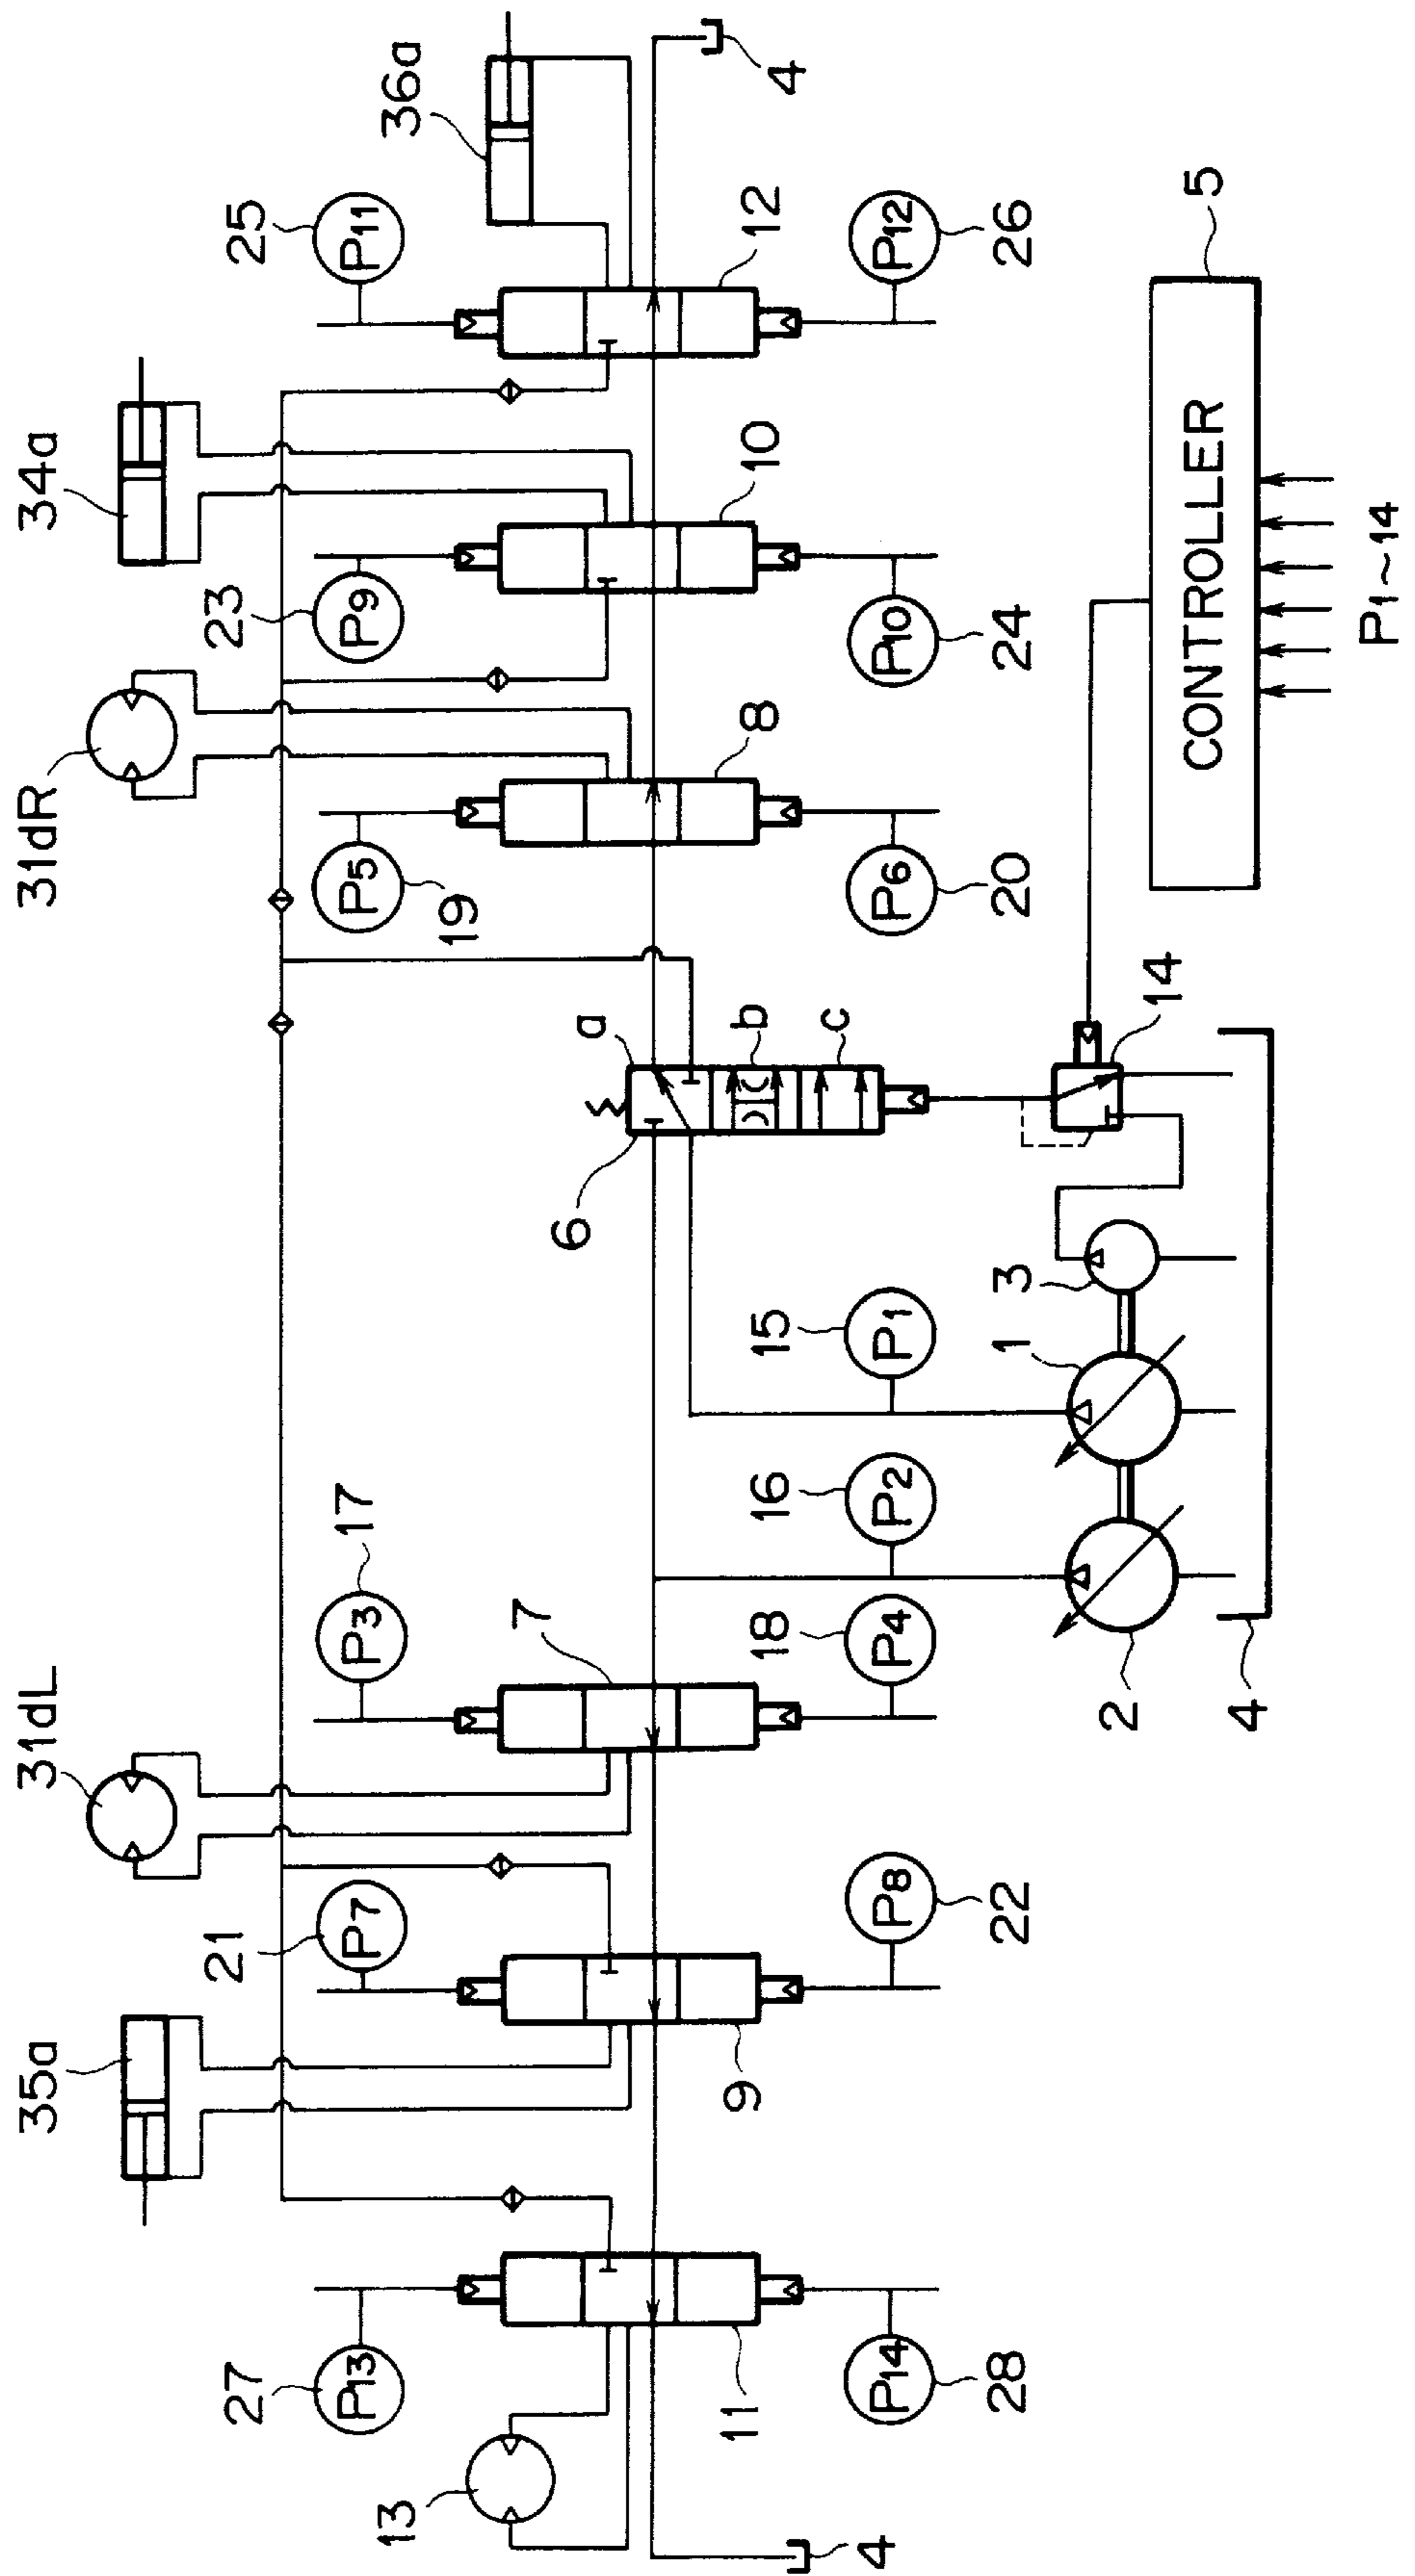 35a
31dL
31dR
34a
27
21
17
23
25
P13
P7
P3
P5
P9
P11
36a
13
19
7
6
a
11
9
18
16
15
b
8
10
12
4
c
4
P14
P8
P4
P2
P1
P6
P10
P12
28
22
3
20
24
26
1
2
14
4
CONTROLLER
5
P1~14